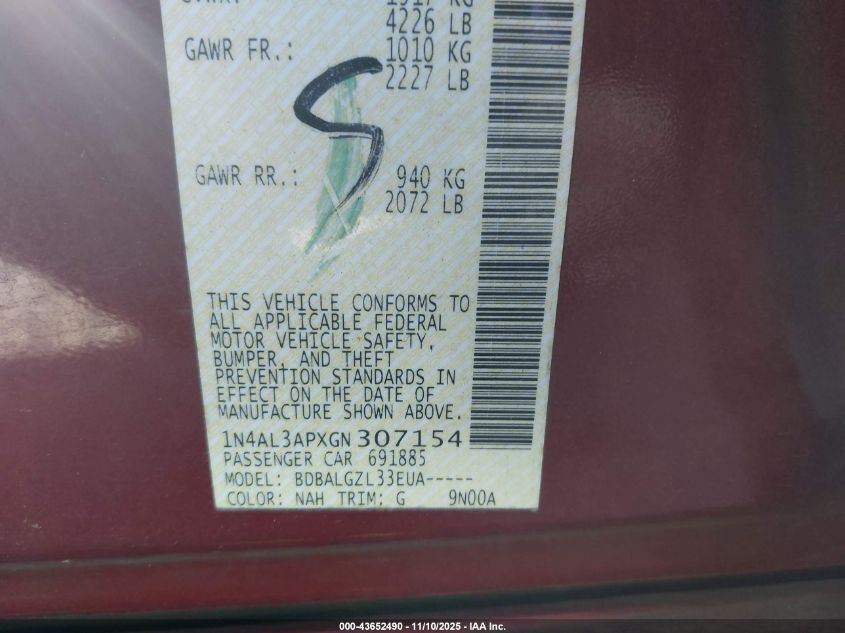 4226 LB
GAWR FR.: 1010 KG
2227 LB
S
GAWR RR.: 940 KG
2072 LB
THIS VEHICLE CONFORMS TO
ALL APPLICABLE FEDERAL
MOTOR VEHICLE SAFETY,
BUMPER, AND THEFT
PREVENTION STANDARDS IN
EFFECT ON THE DATE OF
MANUFACTURE SHOWN ABOVE.
1N4AL3APXGN307154
PASSENGER CAR 691885
MODEL: BDBALGZL33EUA-----
COLOR: NAH TRIM: G 9N00A
000-43652490 - 11/10/2025 - IAA Inc.